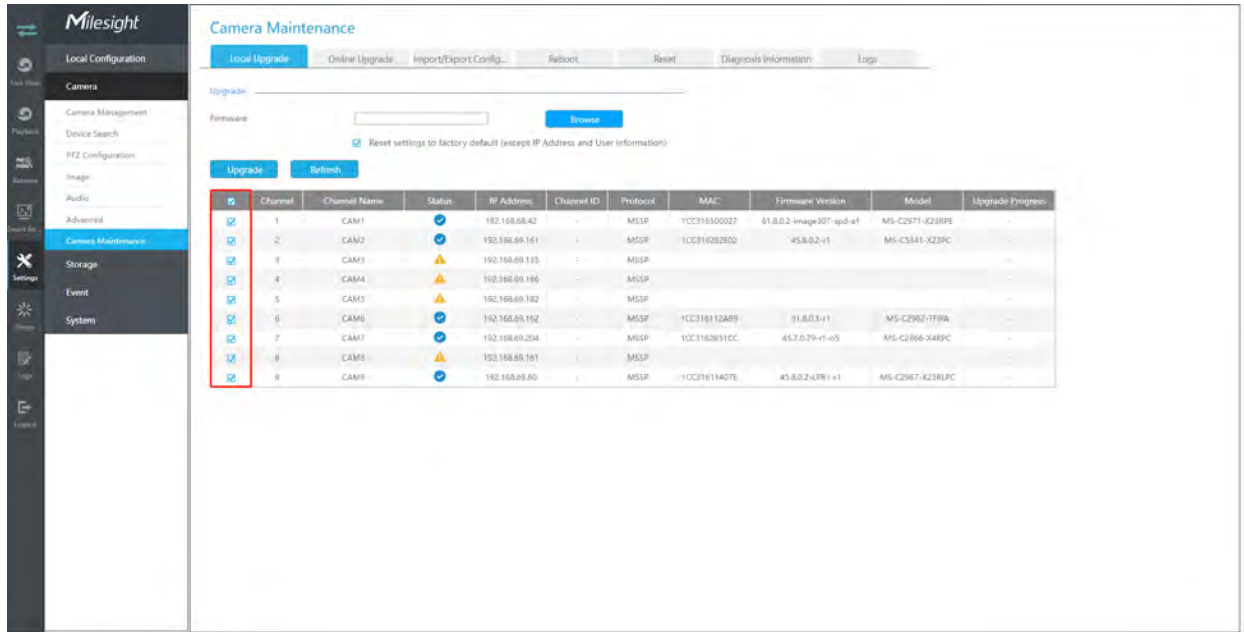 Milesight
Local Configuration
Camera
Camera Management
Device Search
PTZ Configuration
Image
Audio
Advanced
Camera Maintenance
Storage
Event
System
Playback
Settings
Camera Maintenance
Local Upgrade Online Upgrade Import/Export Config... Reboot Reset Diagnosis Information Logs
Upgrade
Firmware Browse
Reset settings to factory default (except IP Address and User Information)
Upgrade Refresh
Channel Channel Name Status IP Address Channel ID Protocol MAC Firmware Version Model Upgrade Progress
1 CAM1 192.168.68.42 - MSSP 1CC316500027 61.8.0.2-image307-spd-a1 MS-C2971-X23RPE -
2 CAM2 192.168.69.161 - MSSP 1CC316282E02 45.8.0.2-r1 MS-C5341-X23PC -
3 CAM3 192.168.69.135 - MSSP -
4 CAM4 192.168.69.186 - MSSP -
5 CAM5 192.168.69.182 - MSSP -
6 CAM6 192.168.69.162 - MSSP 1CC316112AB9 MS-C2962-TFIPA -
7 CAM7 192.168.69.204 - MSSP 45.7.0.79-r1-o5 MS-C2866-X4RPC -
8 CAM8 192.168.69.161 - MSSP -
9 CAM9 192.168.69.60 - MSSP 1CC31611407E 45.8.0.2-LPR1-r1 MS-C2967-X23RLPC -